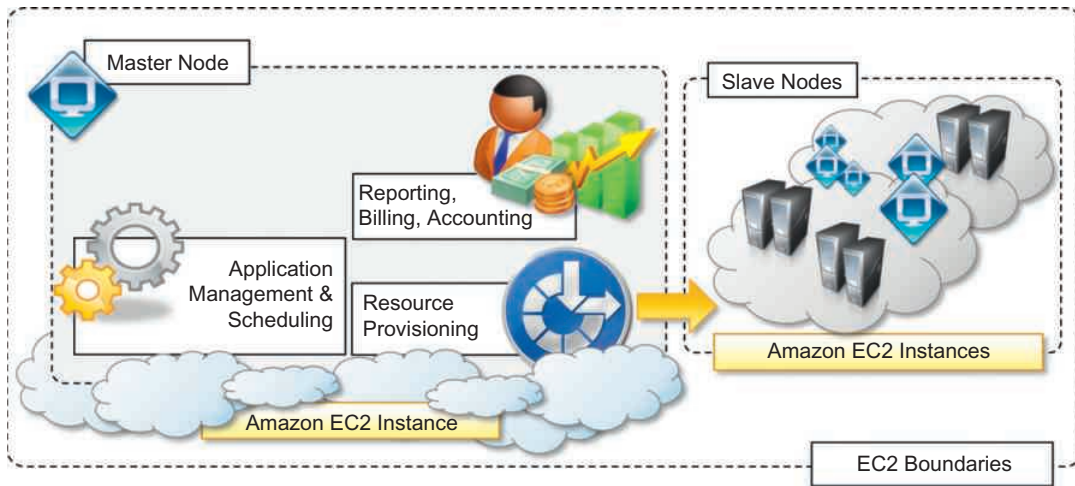 Master Node
Slave Nodes
Reporting,
Billing, Accounting
Application
Management &
Scheduling
Resource
Provisioning
Amazon EC2 Instances
Amazon EC2 Instance
EC2 Boundaries